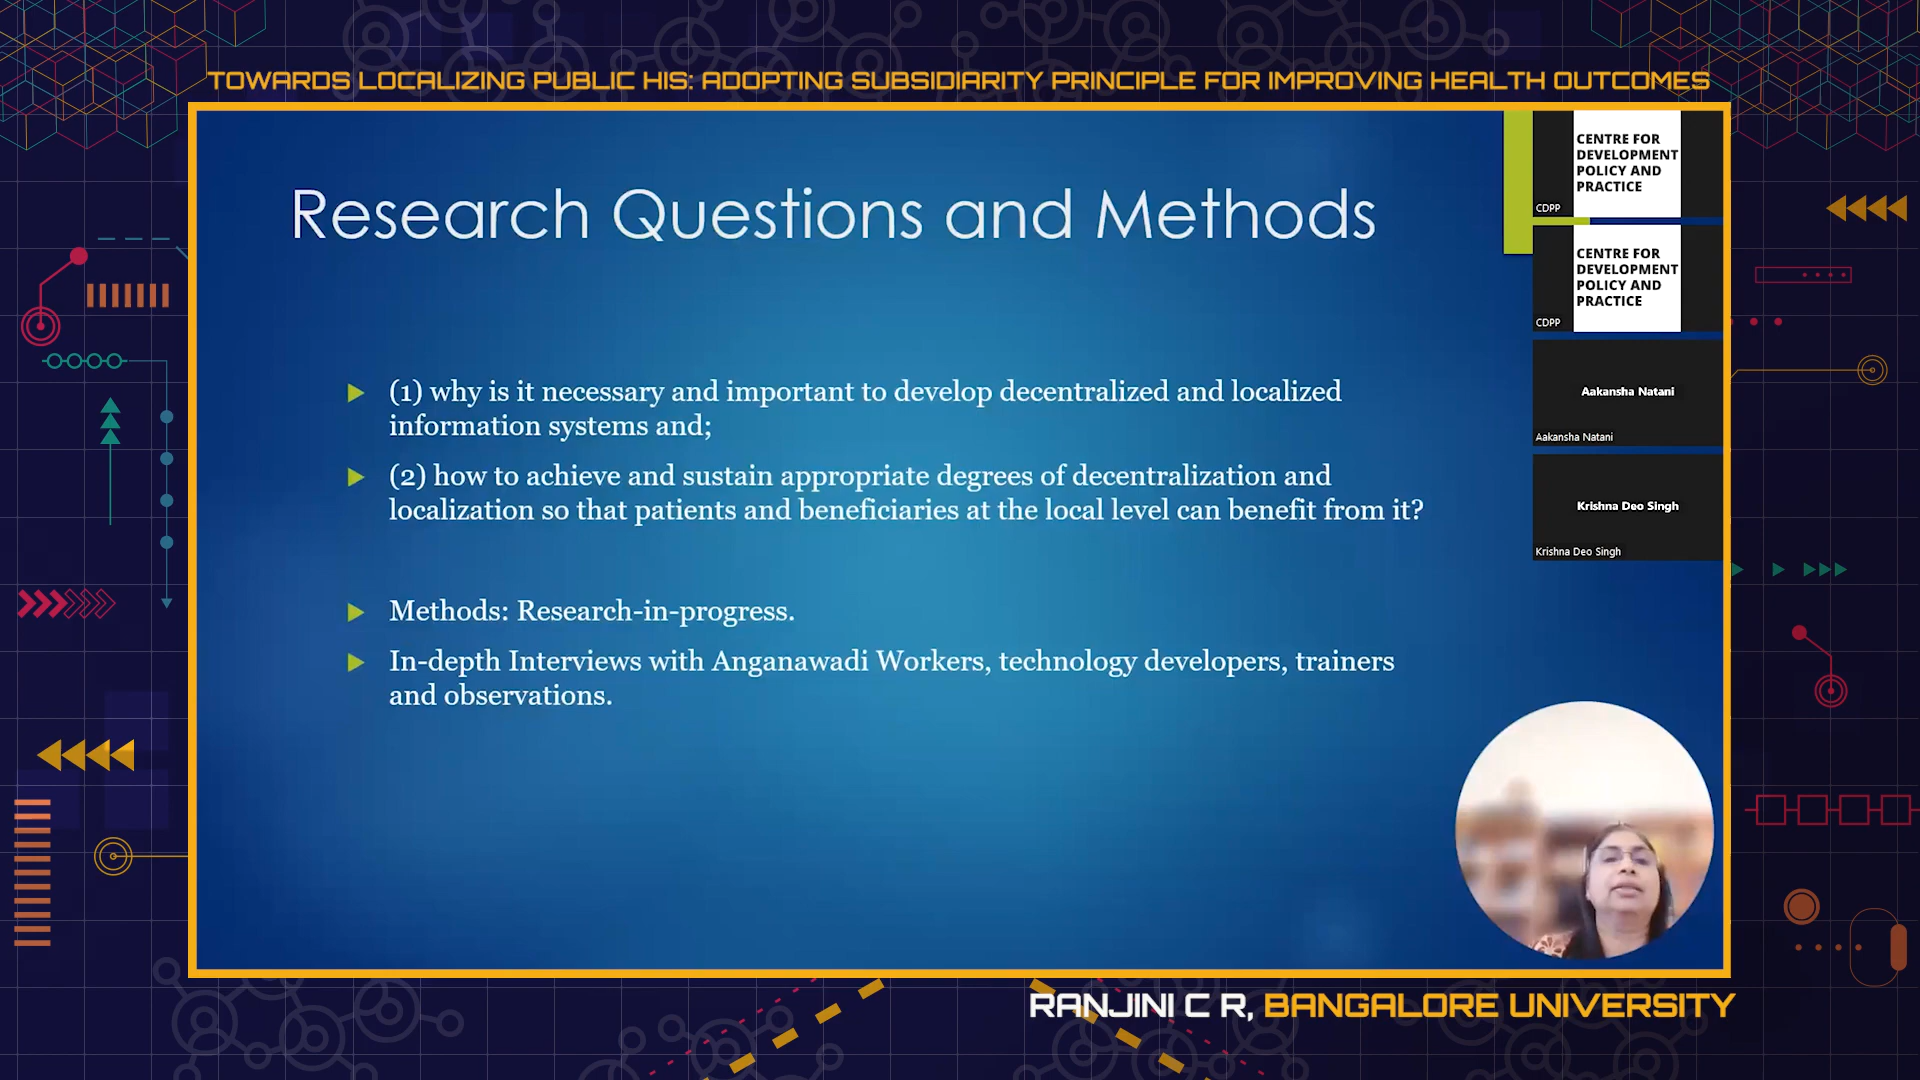 TOWARDS LOCALIZING PUBLIC HIS: ADOPTING SUBSIDIARITY PRINCIPLE FOR IMPROVING HEALTH OUTCOMES
Research Questions and Methods
(1) why is it necessary and important to develop decentralized and localized
information systems and;
(2) how to achieve and sustain appropriate degrees of decentralization and
localization so that patients and beneficiaries at the local level can benefit from it?
Methods: Research-in-progress.
In-depth Interviews with Anganawadi Workers, technology developers, trainers
and observations.
CENTRE FOR
DEVELOPMENT
POLICY AND
PRACTICE
CDPP
CENTRE FOR
DEVELOPMENT
POLICY AND
PRACTICE
CDPP
Aakansha Natani
Aakansha Natani
Krishna Deo Singh
Krishna Deo Singh
RANJINI C R, BANGALORE UNIVERSITY